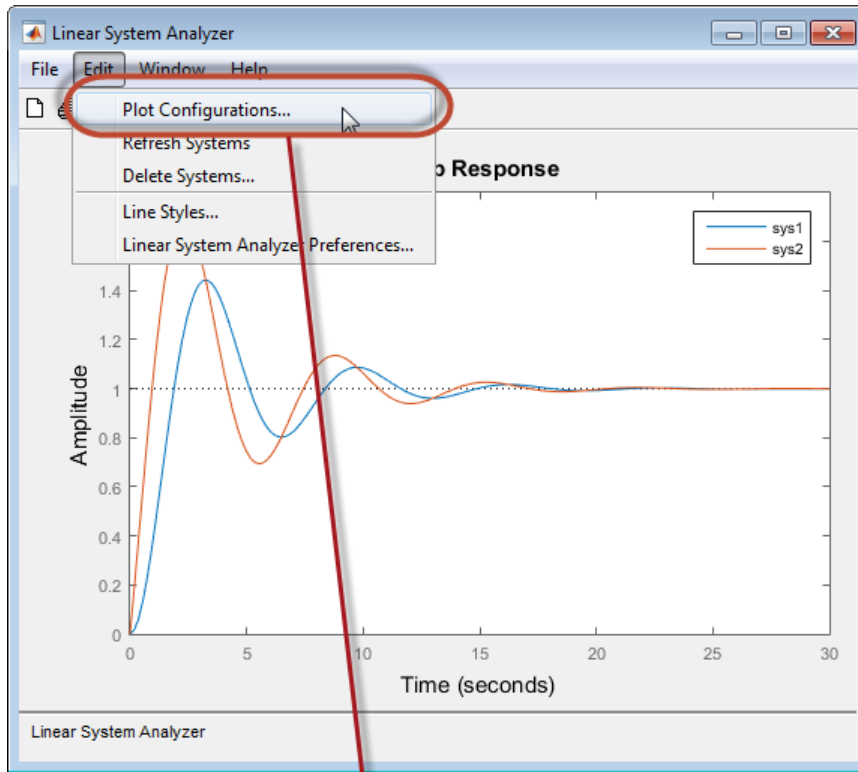 Linear System Analyzer
File Edit Window Help
Plot Configurations...
Refresh Systems
Delete Systems...
Line Styles...
Linear System Analyzer Preferences...
Response
sys1
sys2
1.4
1.2
1
0.8
0.6
0.4
0.2
0
Amplitude
0 5 10 15 20 25 30
Time (seconds)
Linear System Analyzer